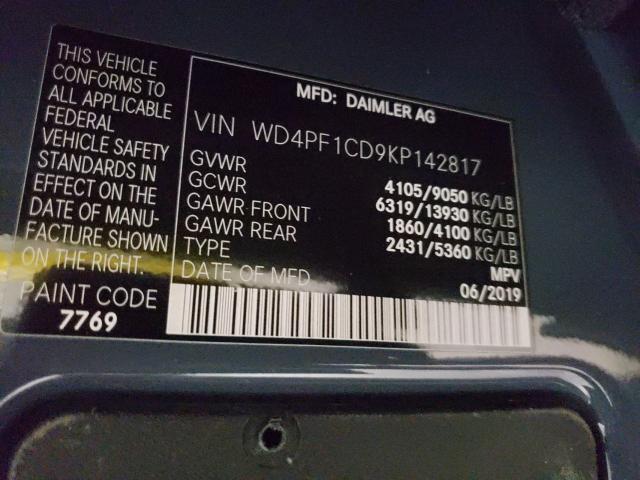 THIS VEHICLE
CONFORMS TO
ALL APPLICABLE
FEDERAL
VEHICLE SAFETY
STANDARDS IN
EFFECT ON THE
DATE OF MANU-
FACTURE SHOWN
ON THE RIGHT.
PAINT CODE
7769
MFD: DAIMLER AG
VIN WD4PF1CD9KP142817
GVWR 4105/9050 KG/LB
GCWR 6319/13930 KG/LB
GAWR FRONT 1860/4100 KG/LB
GAWR REAR 2431/5360 KG/LB
TYPE MPV
DATE OF MFD 06/2019